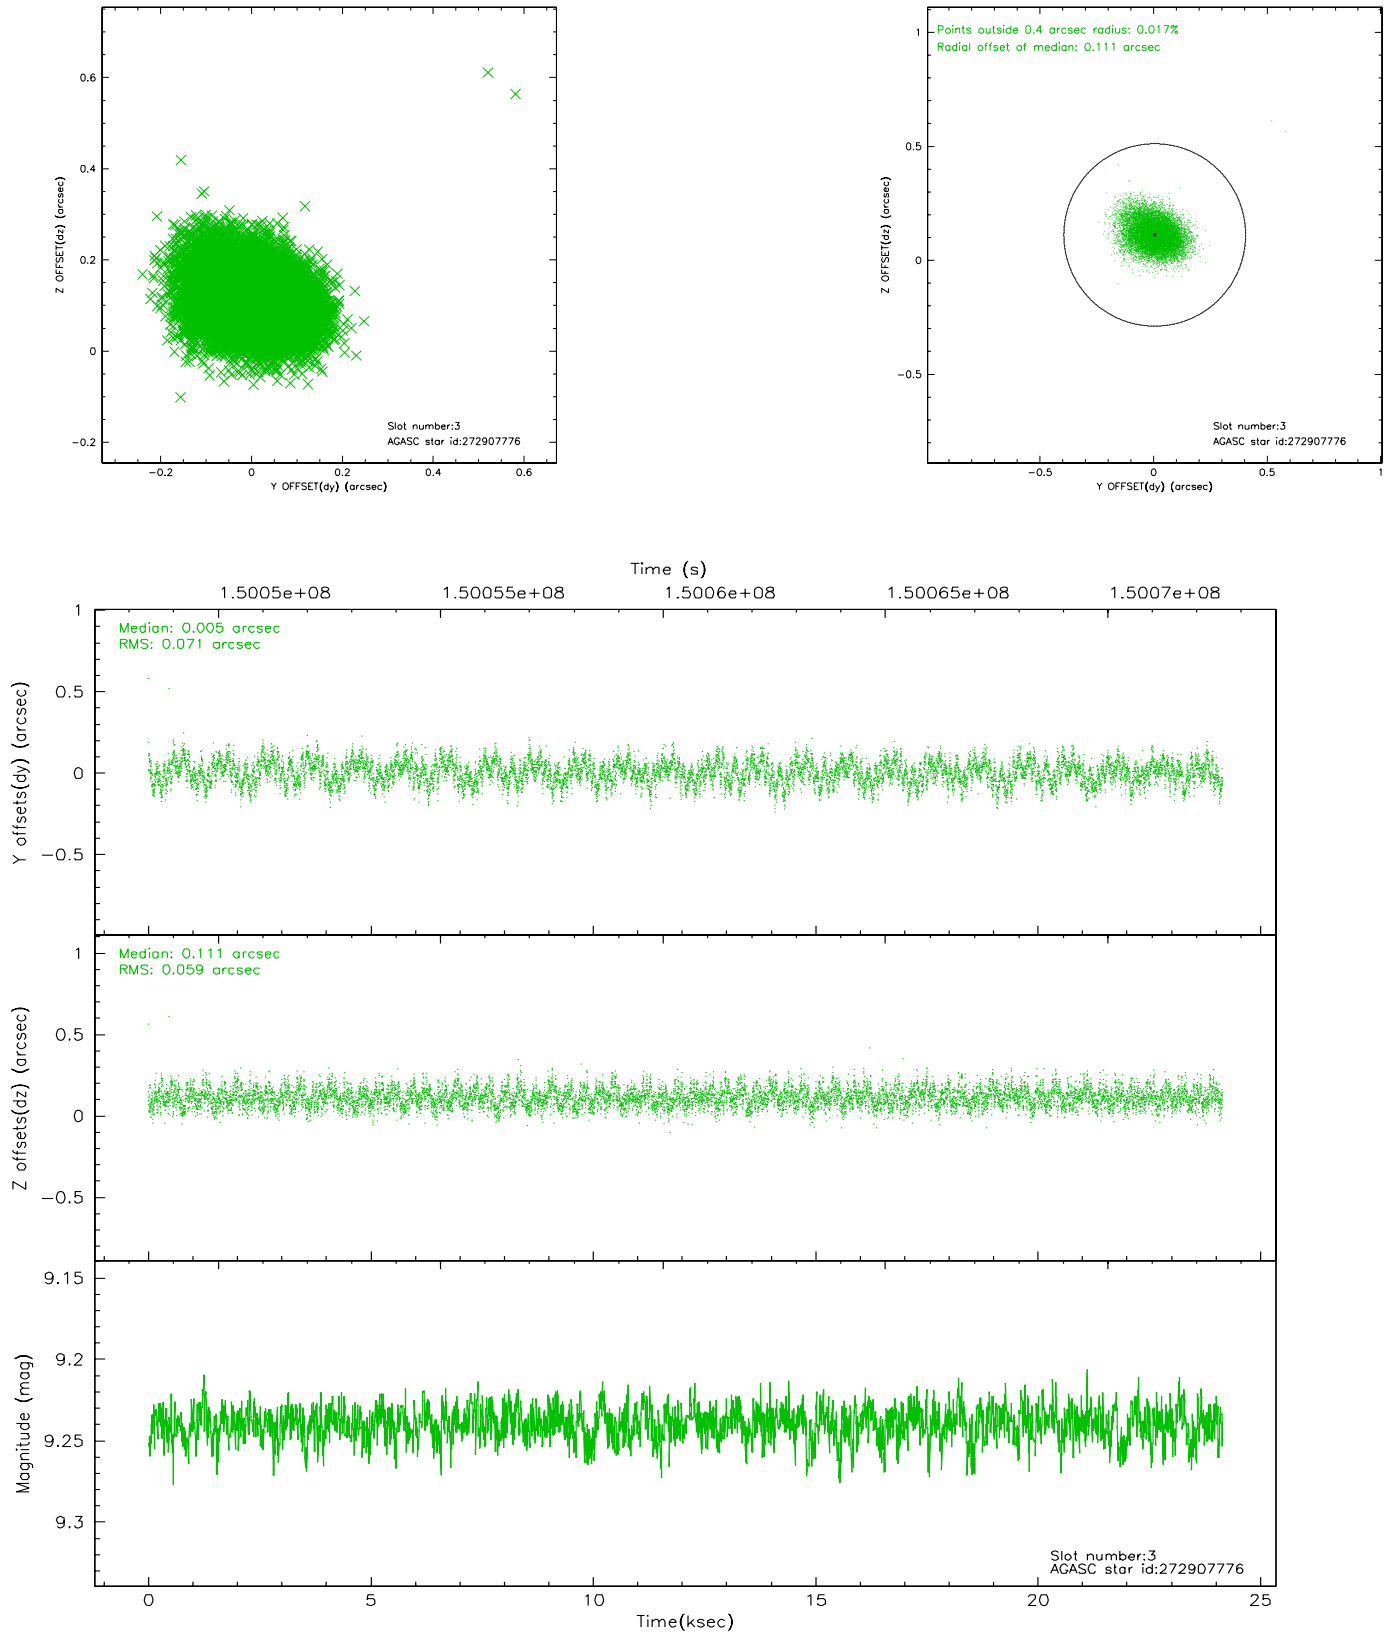 0.6
0.4
0.2
0
−0.2
−0.2 0 0.2 0.4 0.6
Z OFFSET(dz) (arcsec)
Y OFFSET(dy) (arcsec)
Slot number:3
AGASC star id:272907776
Points outside 0.4 arcsec radius: 0.017%
Radial offset of median: 0.111 arcsec
1
0.5
0
−0.5
−0.5 0 0.5 1
Z OFFSET(dz) (arcsec)
Y OFFSET(dy) (arcsec)
Slot number:3
AGASC star id:272907776
Time (s)
1.5005e+08 1.50055e+08 1.5006e+08 1.50065e+08 1.5007e+08
Median: 0.005 arcsec
RMS: 0.071 arcsec
1
0.5
0
−0.5
Y offsets(dy) (arcsec)
Median: 0.111 arcsec
RMS: 0.059 arcsec
1
0.5
0
−0.5
Z offsets(dz) (arcsec)
9.15
9.2
9.25
9.3
Magnitude (mag)
Slot number:3
AGASC star id:272907776
0 5 10 15 20 25
Time(ksec)